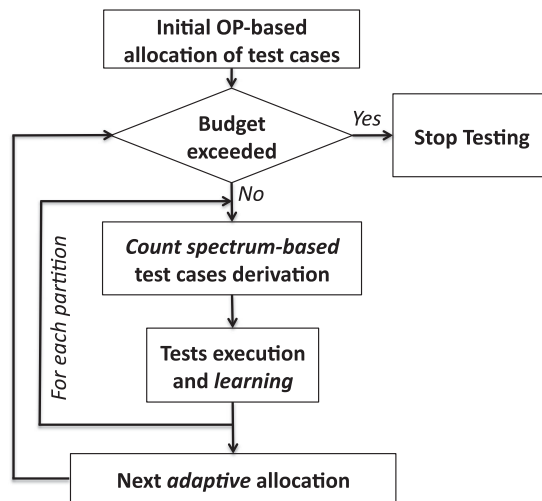 Initial OP-based
allocation of test cases
Budget
exceeded
Yes
Stop Testing
No
Count spectrum-based
test cases derivation
For each partition
Tests execution
and learning
Next adaptive allocation